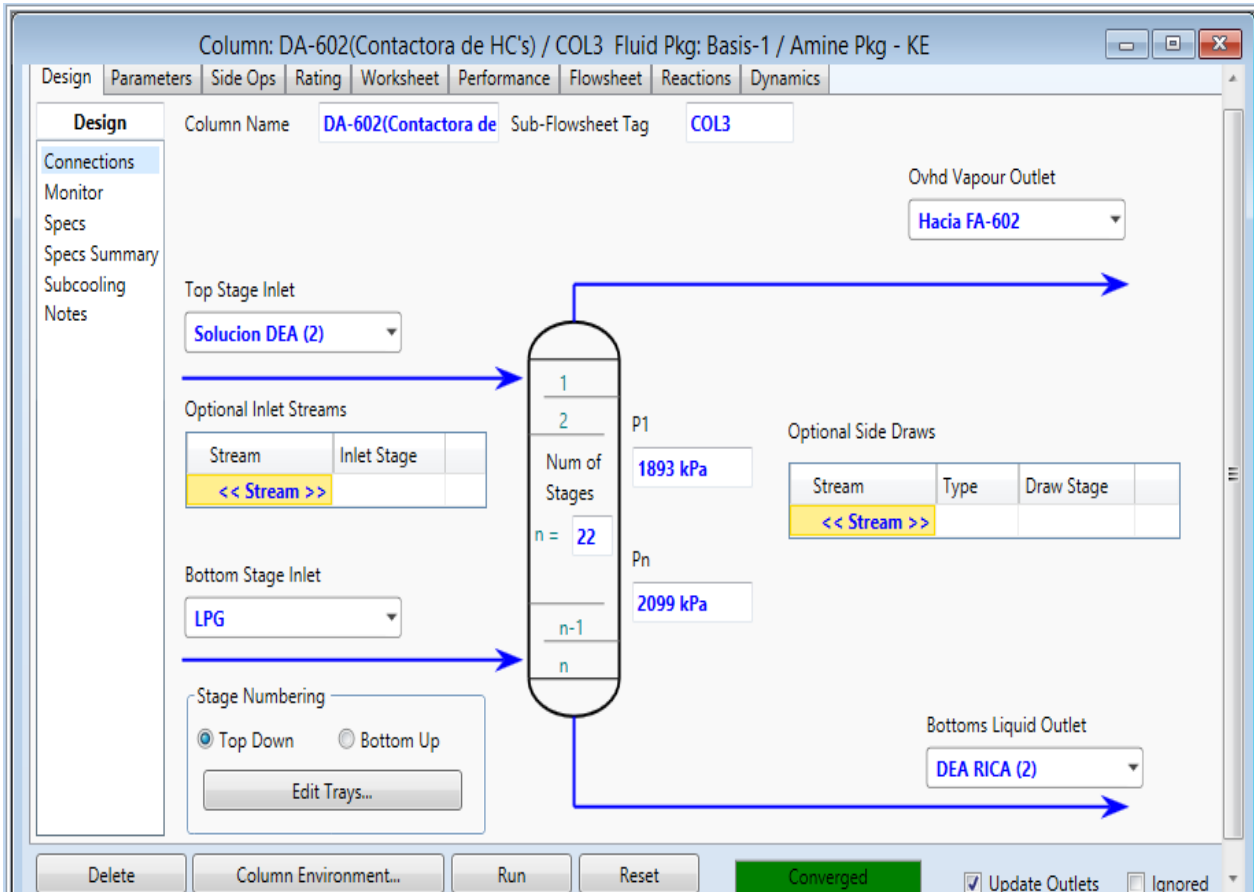 Column: DA-602(Contactora de HC's) / COL3 Fluid Pkg: Basis-1 / Amine Pkg - KE
Design Parameters Side Ops Rating Worksheet Performance Flowsheet Reactions Dynamics
Design
Connections
Monitor
Specs
Specs Summary
Subcooling
Notes
Column Name DA-602(Contactora de Sub-Flowsheet Tag COL3
Ovhd Vapour Outlet
Hacia FA-602
Top Stage Inlet
Solucion DEA (2)
Optional Inlet Streams
Stream Inlet Stage
<< Stream >>
1
2
Num of
Stages
n = 22
n-1
n
P1
1893 kPa
Pn
2099 kPa
Optional Side Draws
Stream Type Draw Stage
<< Stream >>
Bottom Stage Inlet
LPG
Stage Numbering
Top Down Bottom Up
Edit Trays...
Bottoms Liquid Outlet
DEA RICA (2)
Delete Column Environment... Run Reset Converged Update Outlets Ignored